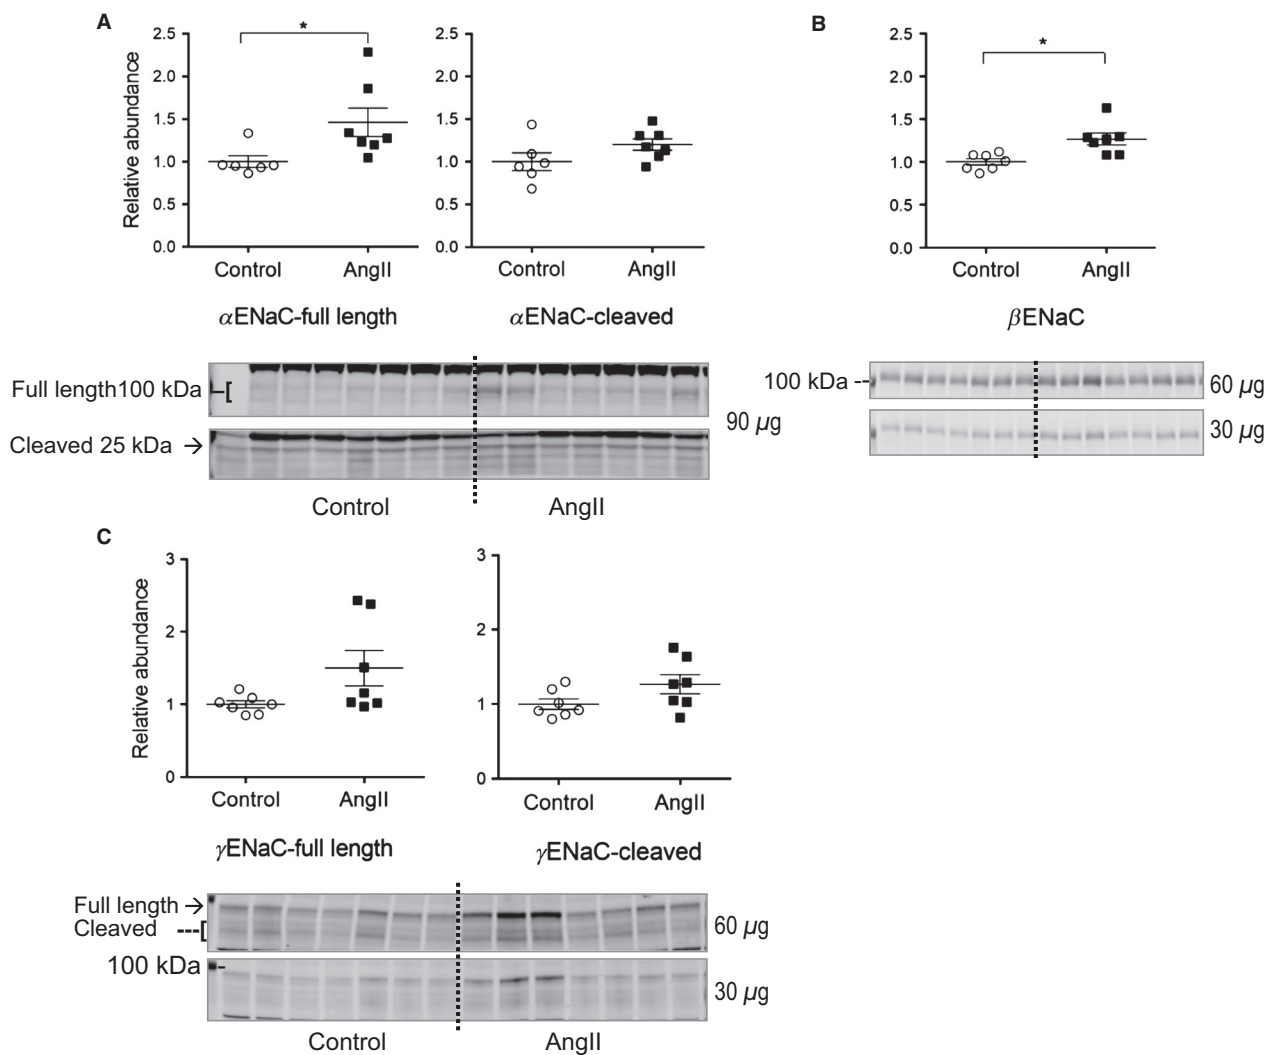 A
B
2.5
2.0
1.5
1.0
0.5
0.0
Relative abundance
*
Control
AngII
αENaC-full length
2.5
2.0
1.5
1.0
0.5
0.0
Control
AngII
αENaC-cleaved
2.5
2.0
1.5
1.0
0.5
0.0
*
Control
AngII
βENaC
Full length100 kDa
Cleaved 25 kDa →
90 µg
Control
AngII
100 kDa
60 µg
30 µg
C
3
2
1
0
Relative abundance
Control
AngII
γENaC-full length
3
2
1
0
Control
AngII
γENaC-cleaved
Full length →
Cleaved
100 kDa
60 µg
30 µg
Control
AngII